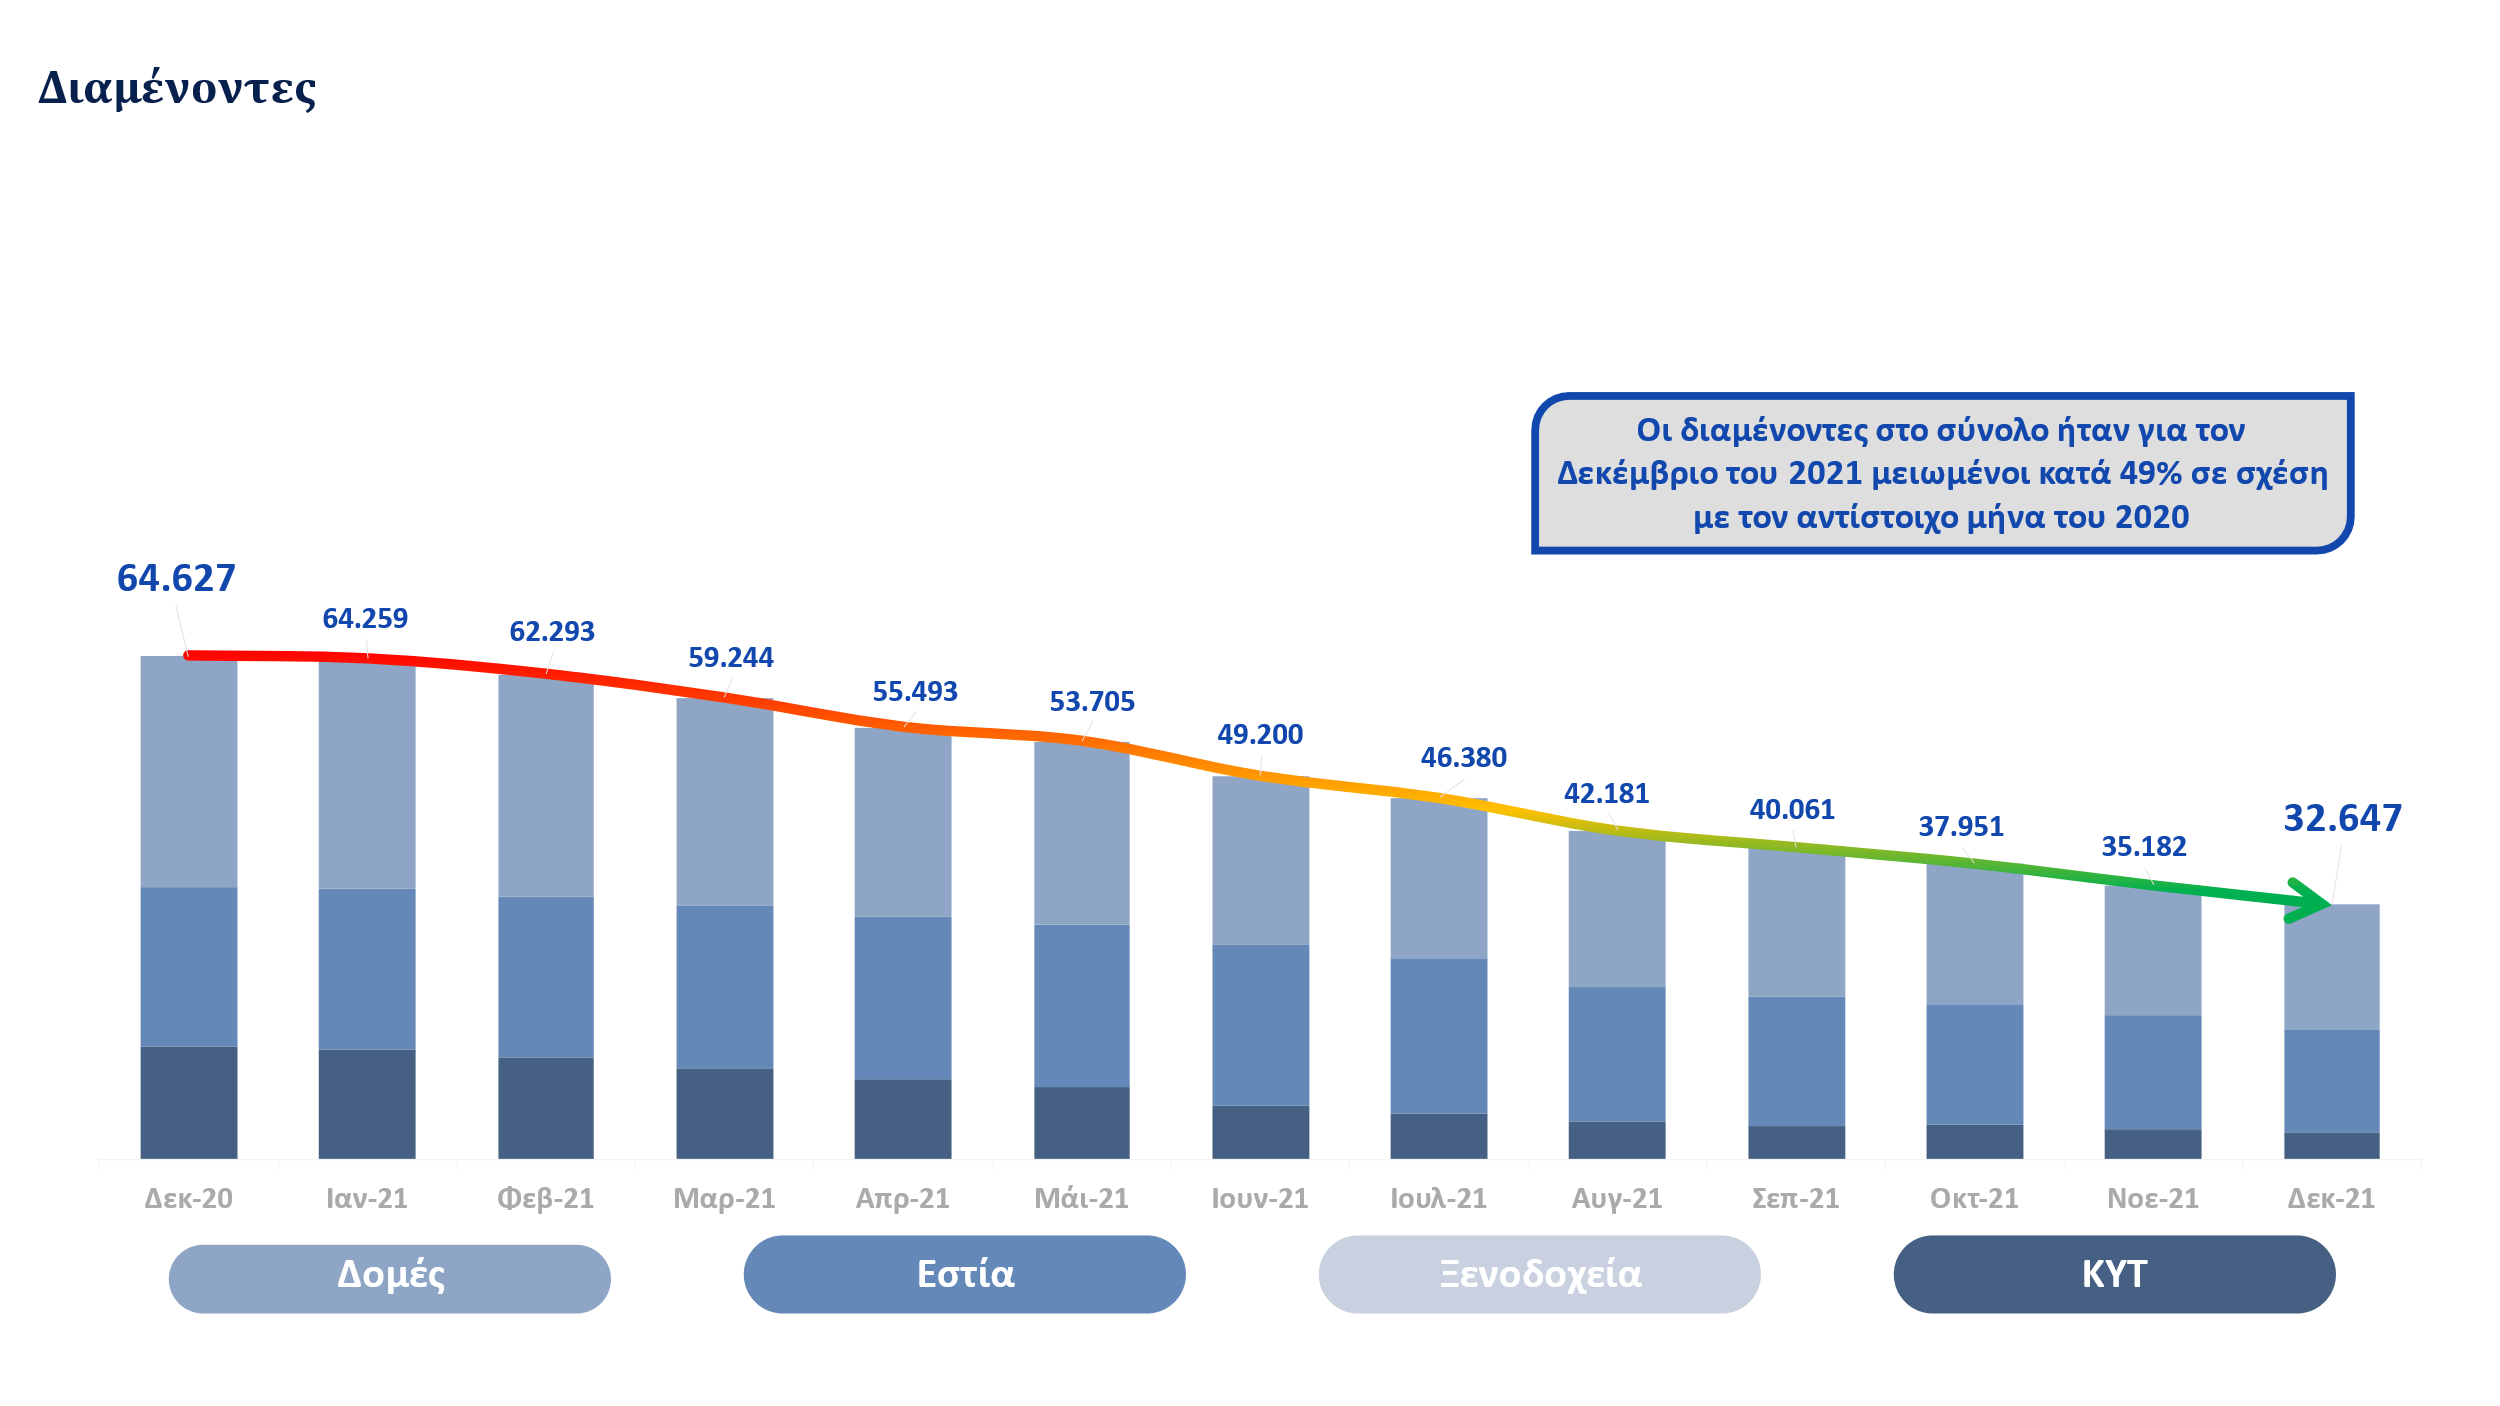 Διαμένοντες
Οι διαμένοντες στο σύνολο ήταν για τον
Δεκέμβριο του 2021 μειωμένοι κατά 49% σε σχέση
με τον αντίστοιχο μήνα του 2020
64.627
64.259
62.293
59.244
55.493
53.705
49.200
46.380
42.181
40.061
37.951
35.182
32.647
Δεκ-20
Ιαν-21
Φεβ-21
Μαρ-21
Απρ-21
Μάι-21
Ιουν-21
Ιουλ-21
Αυγ-21
Σεπ-21
Οκτ-21
Νοε-21
Δεκ-21
Δομές
Εστία
Ξενοδοχεία
ΚΥΤ